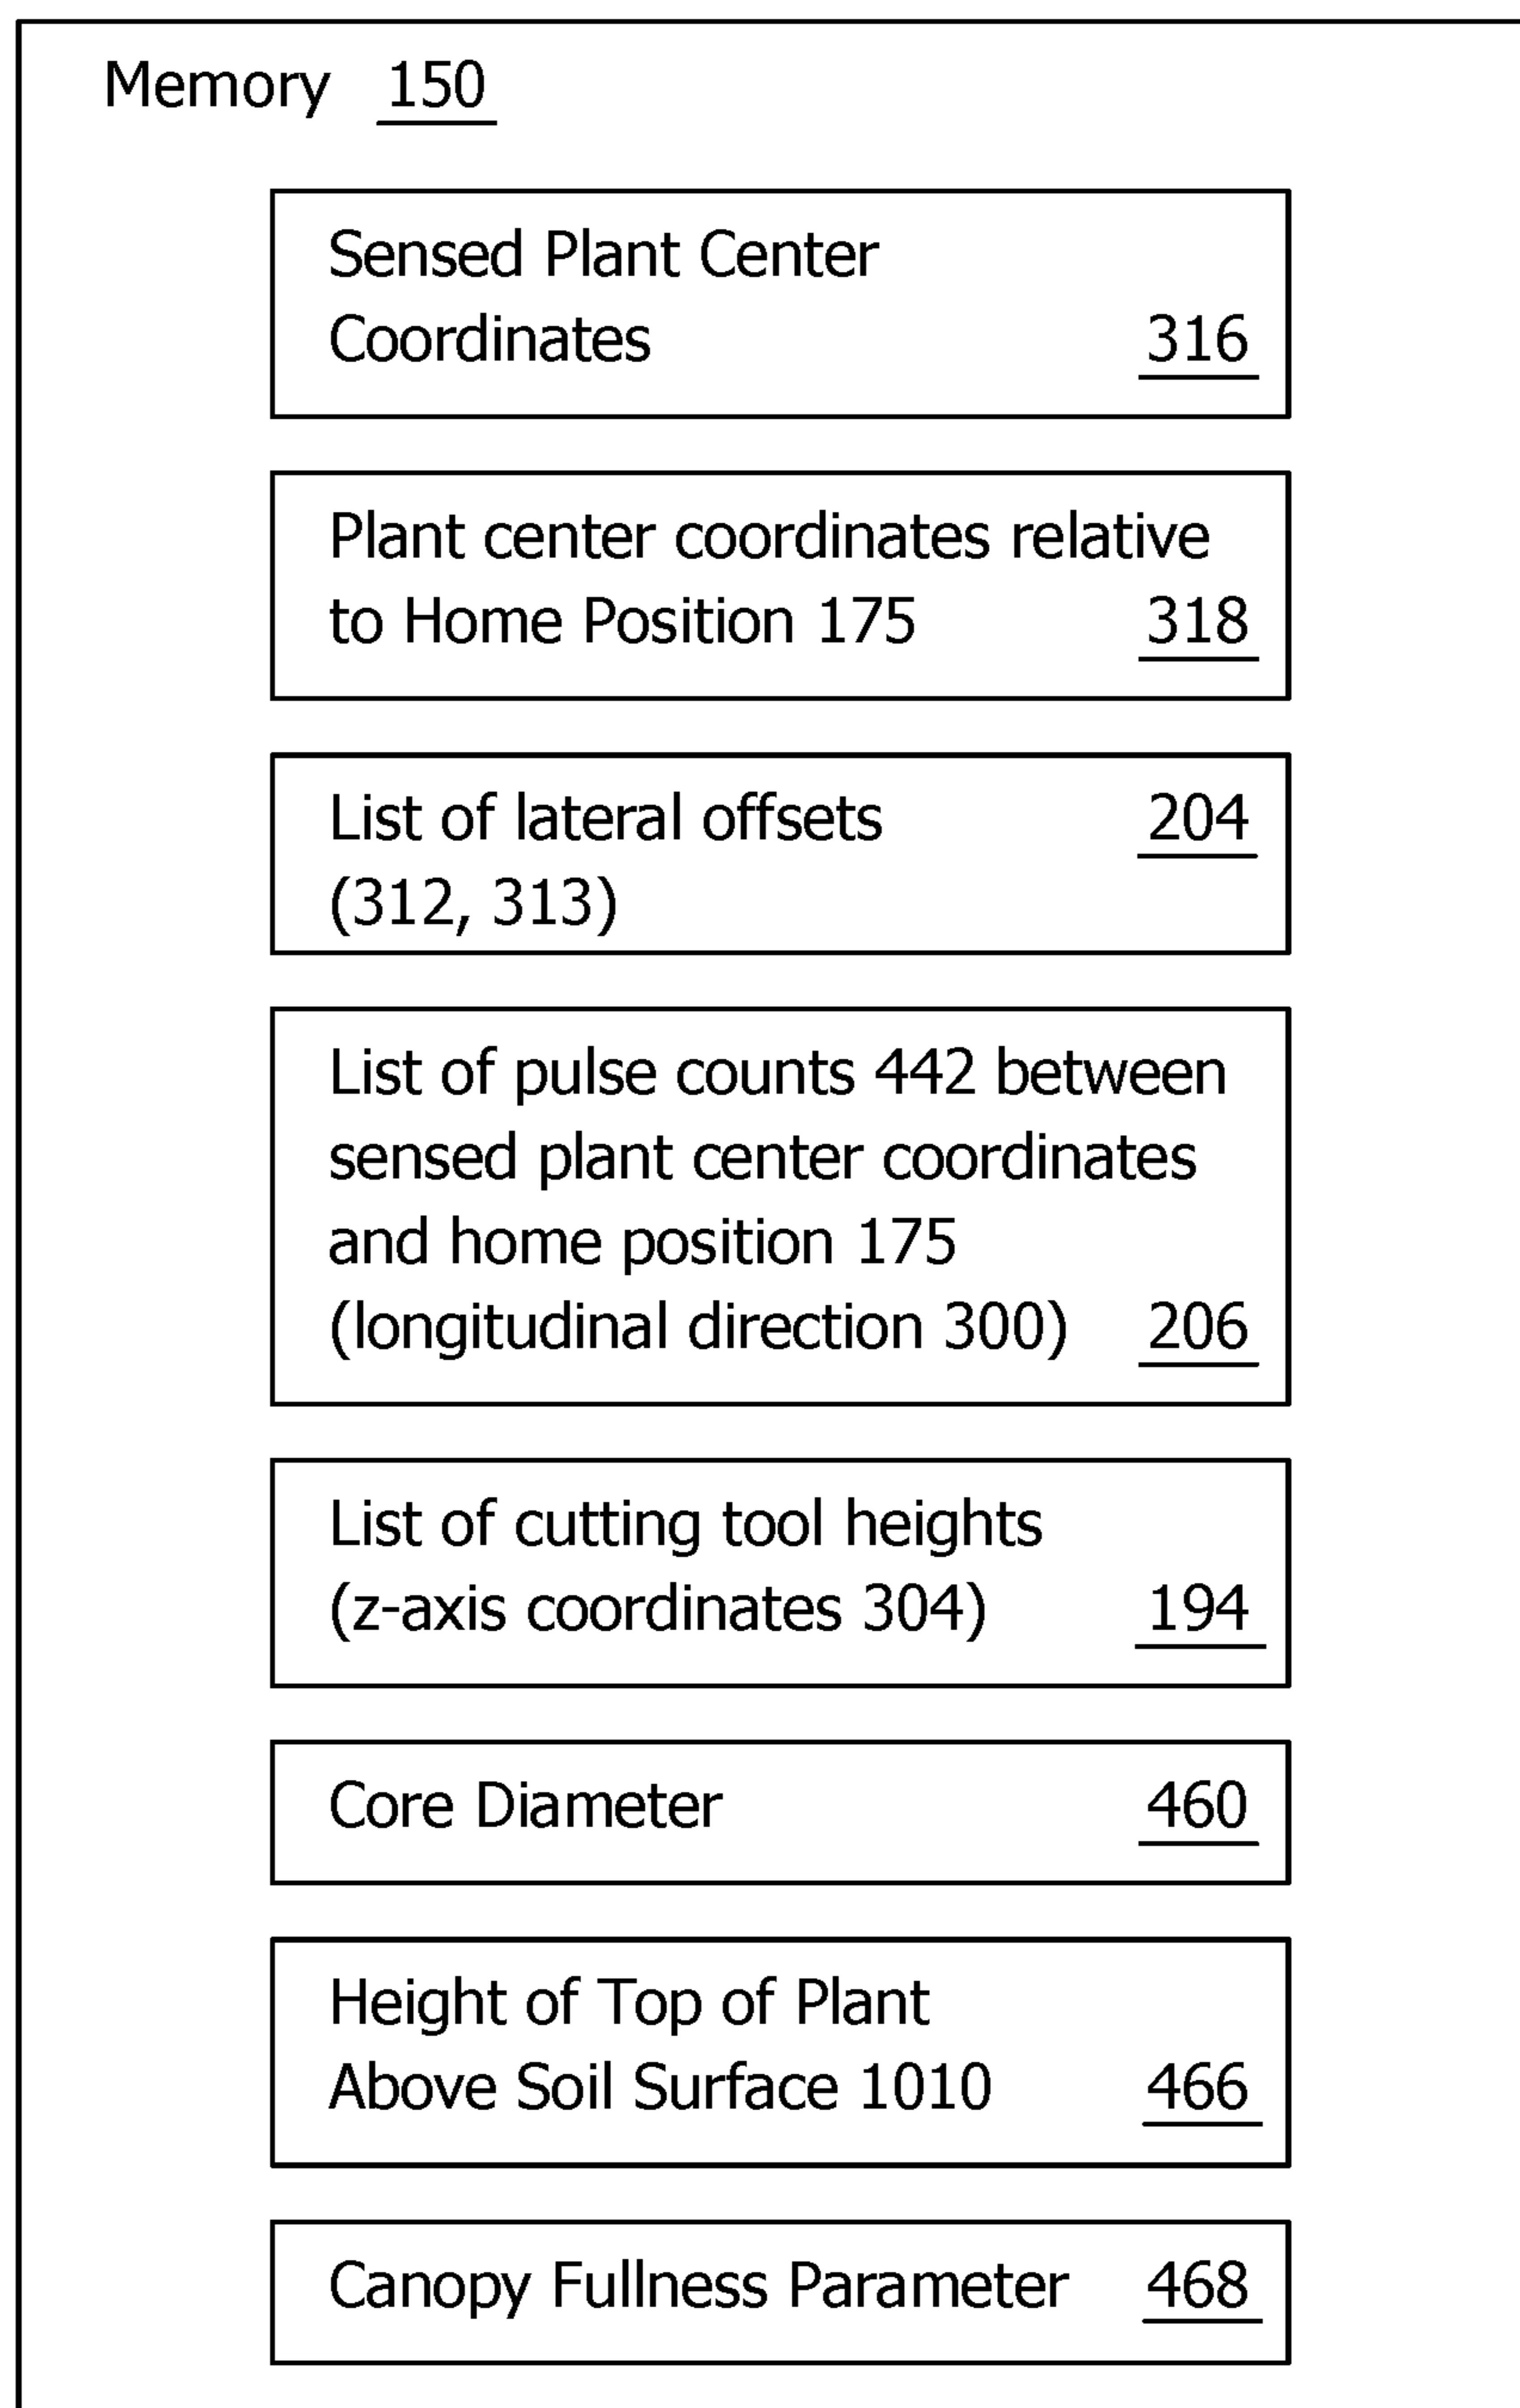 Memory 150
Sensed Plant Center
Coordinates 316
Plant center coordinates relative
to Home Position 175 318
List of lateral offsets 204
(312, 313)
List of pulse counts 442 between
sensed plant center coordinates
and home position 175
(longitudinal direction 300) 206
List of cutting tool heights
(z-axis coordinates 304) 194
Core Diameter 460
Height of Top of Plant
Above Soil Surface 1010 466
Canopy Fullness Parameter 468